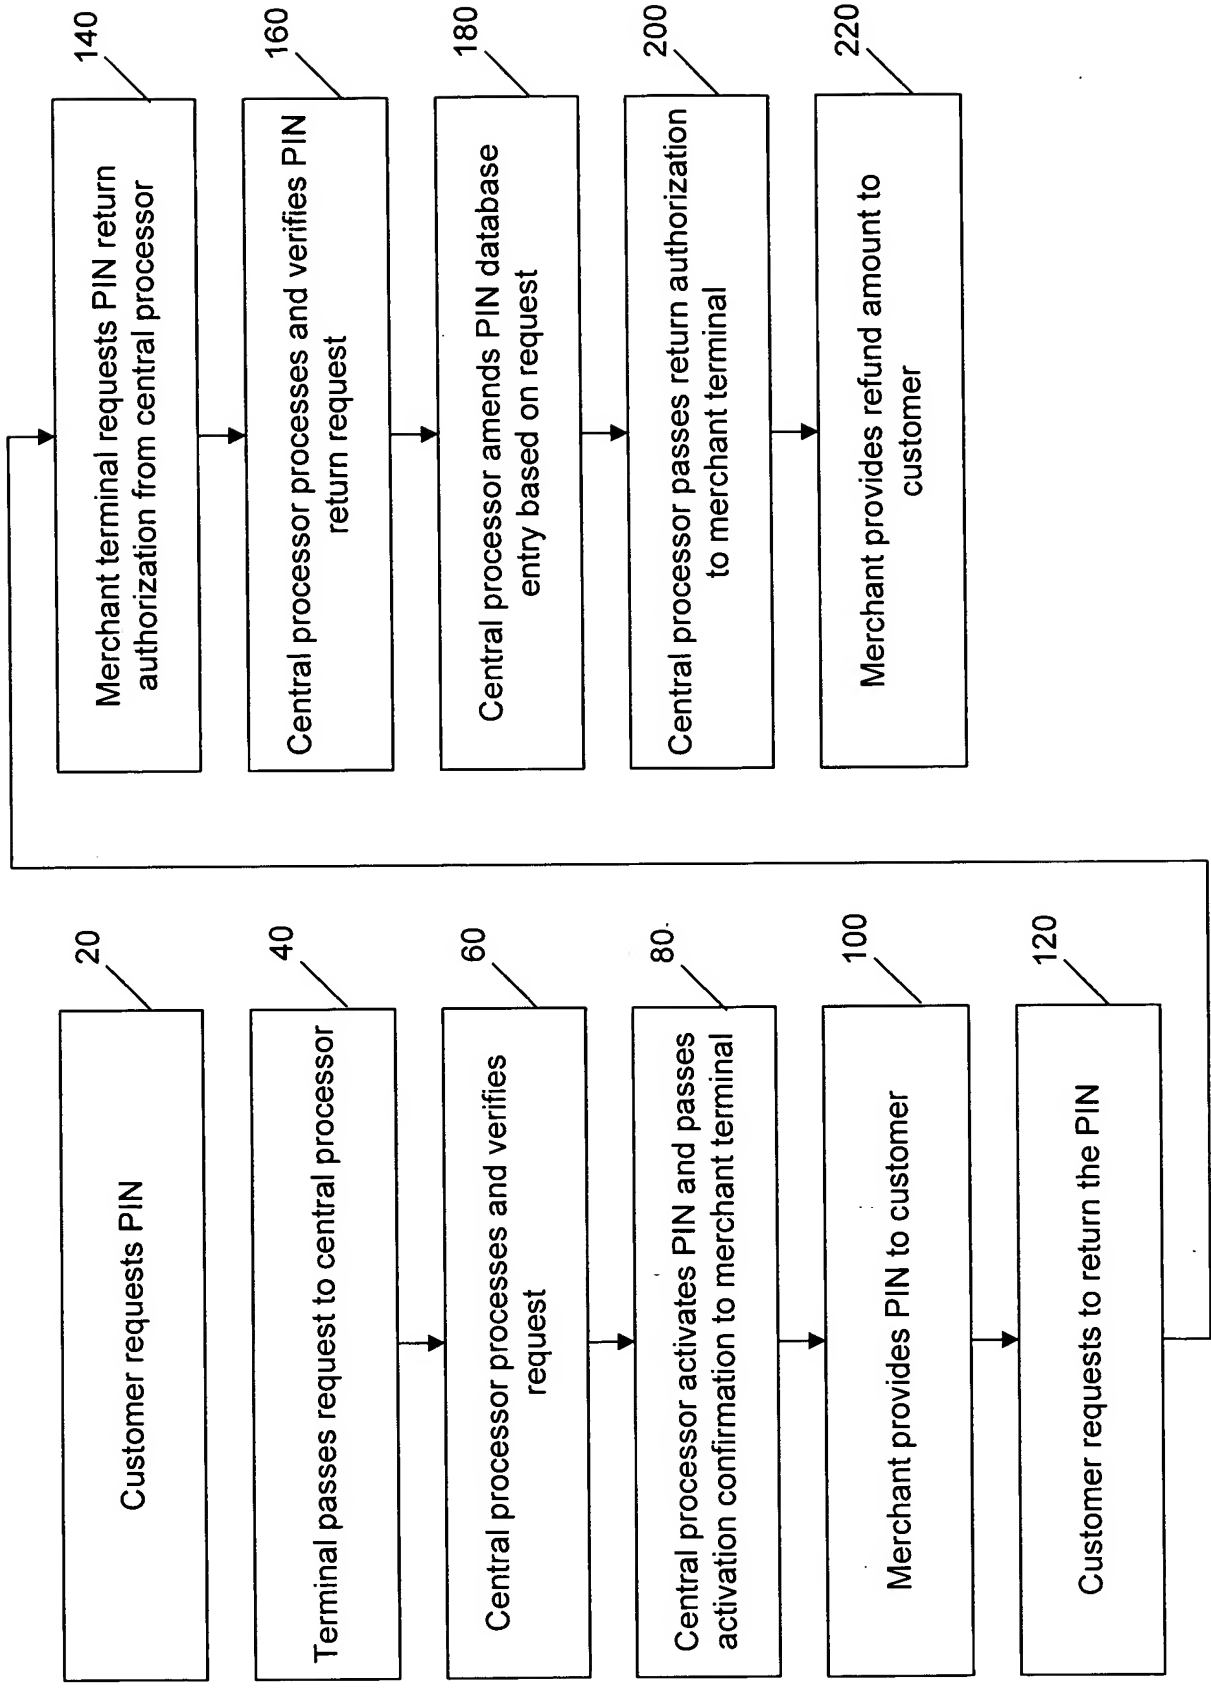 20
Customer requests PIN
40
Terminal passes request to central processor
60
Central processor processes and verifies
request
80
Central processor activates PIN and passes
activation confirmation to merchant terminal
100
Merchant provides PIN to customer
120
Customer requests to return the PIN
140
Merchant terminal requests PIN return
authorization from central processor
160
Central processor processes and verifies PIN
return request
180
Central processor amends PIN database
entry based on request
200
Central processor passes return authorization
to merchant terminal
220
Merchant provides refund amount to
customer